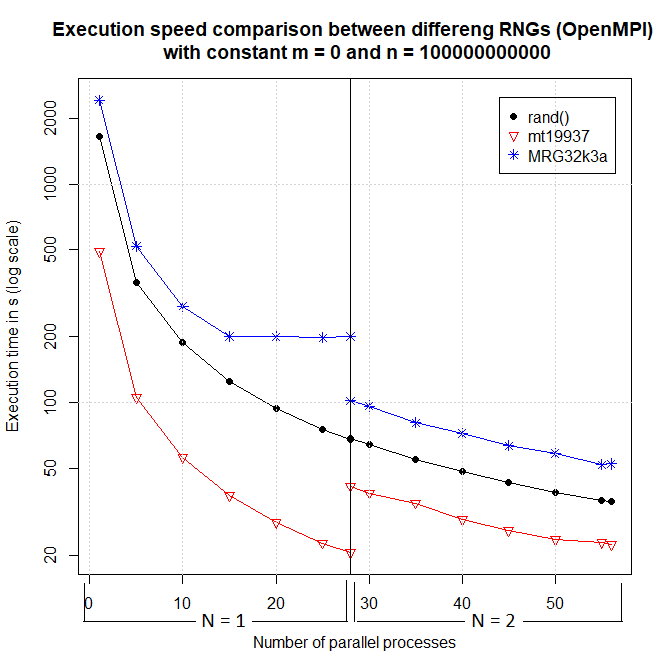 Execution speed comparison between differeng RNGs (OpenMPI)
with constant m = 0 and n = 100000000000
rand()
mt19937
MRG32k3a
Execution time in s (log scale)
2000
1000
500
200
100
50
20
0 10 20 30 40 50
N = 1 N = 2
Number of parallel processes